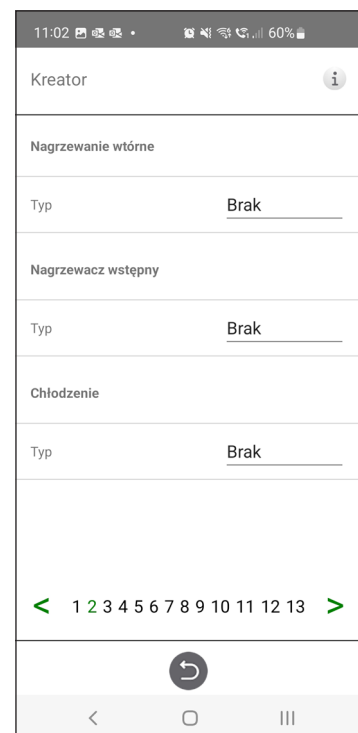 11:02 60%
Kreator
Nagrzewanie wtórne
Typ Brak
Nagrzewacz wstępny
Typ Brak
Chłodzenie
Typ Brak
< 1 2 3 4 5 6 7 8 9 10 11 12 13 >